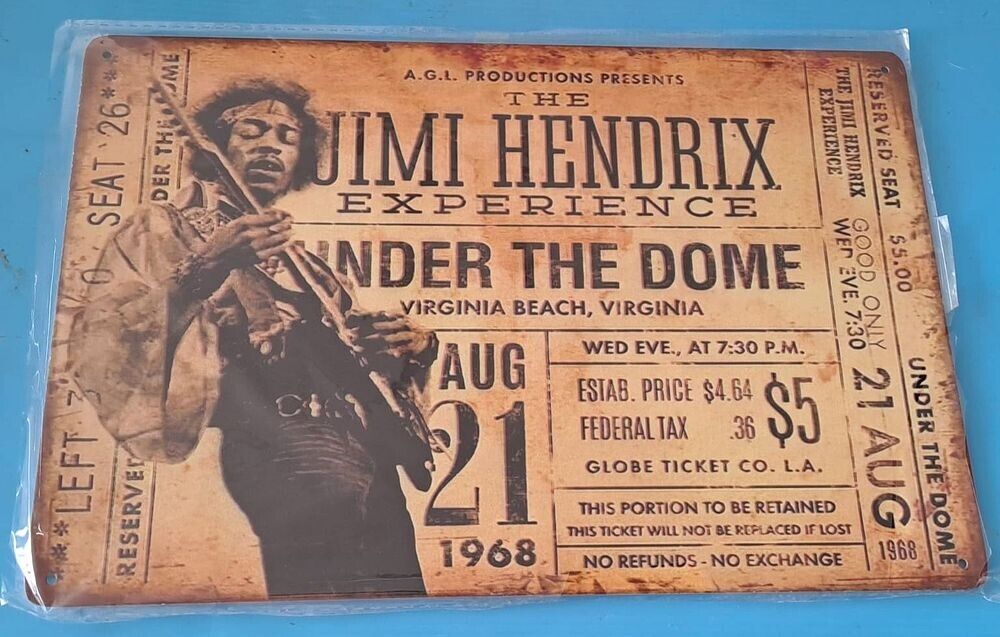 A.G.L. PRODUCTIONS PRESENTS
THE
JIMI HENDRIX
EXPERIENCE
UNDER THE DOME
VIRGINIA BEACH, VIRGINIA
AUG
21
1968
WED EVE., AT 7:30 P.M.
ESTAB. PRICE $4.64
FEDERAL TAX .36
$5
GLOBE TICKET CO. L.A.
THIS PORTION TO BE RETAINED
THIS TICKET WILL NOT BE REPLACED IF LOST
NO REFUNDS - NO EXCHANGE
***LEFT 3
SEAT 26***
RESERVED
THE JIMI HENDRIX
EXPERIENCE
GOOD ONLY
WED EVE. 7:30
21 AUG
1968
RESERVED SEAT $5.00
UNDER THE DOME